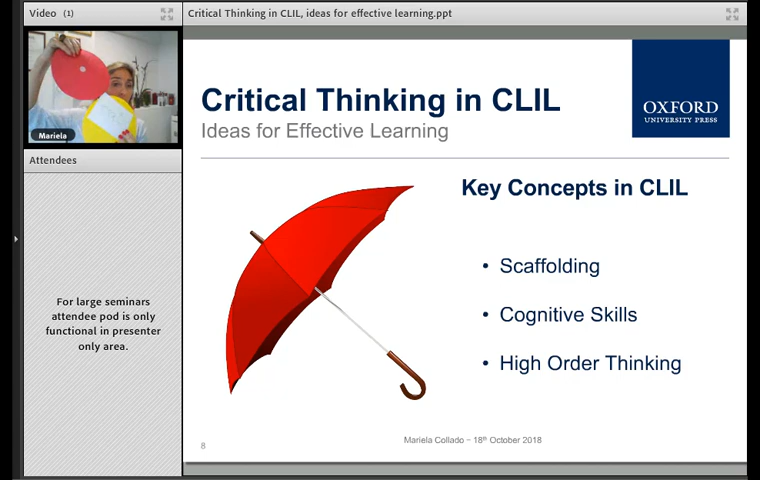 Video (1)
Critical Thinking in CLIL, ideas for effective learning.ppt
Mariela
Attendees
For large seminars
attendee pod is only
functional in presenter
only area.
Critical Thinking in CLIL
Ideas for Effective Learning
OXFORD
UNIVERSITY PRESS
Key Concepts in CLIL
• Scaffolding
• Cognitive Skills
• High Order Thinking
8
Mariela Collado – 18th October 2018